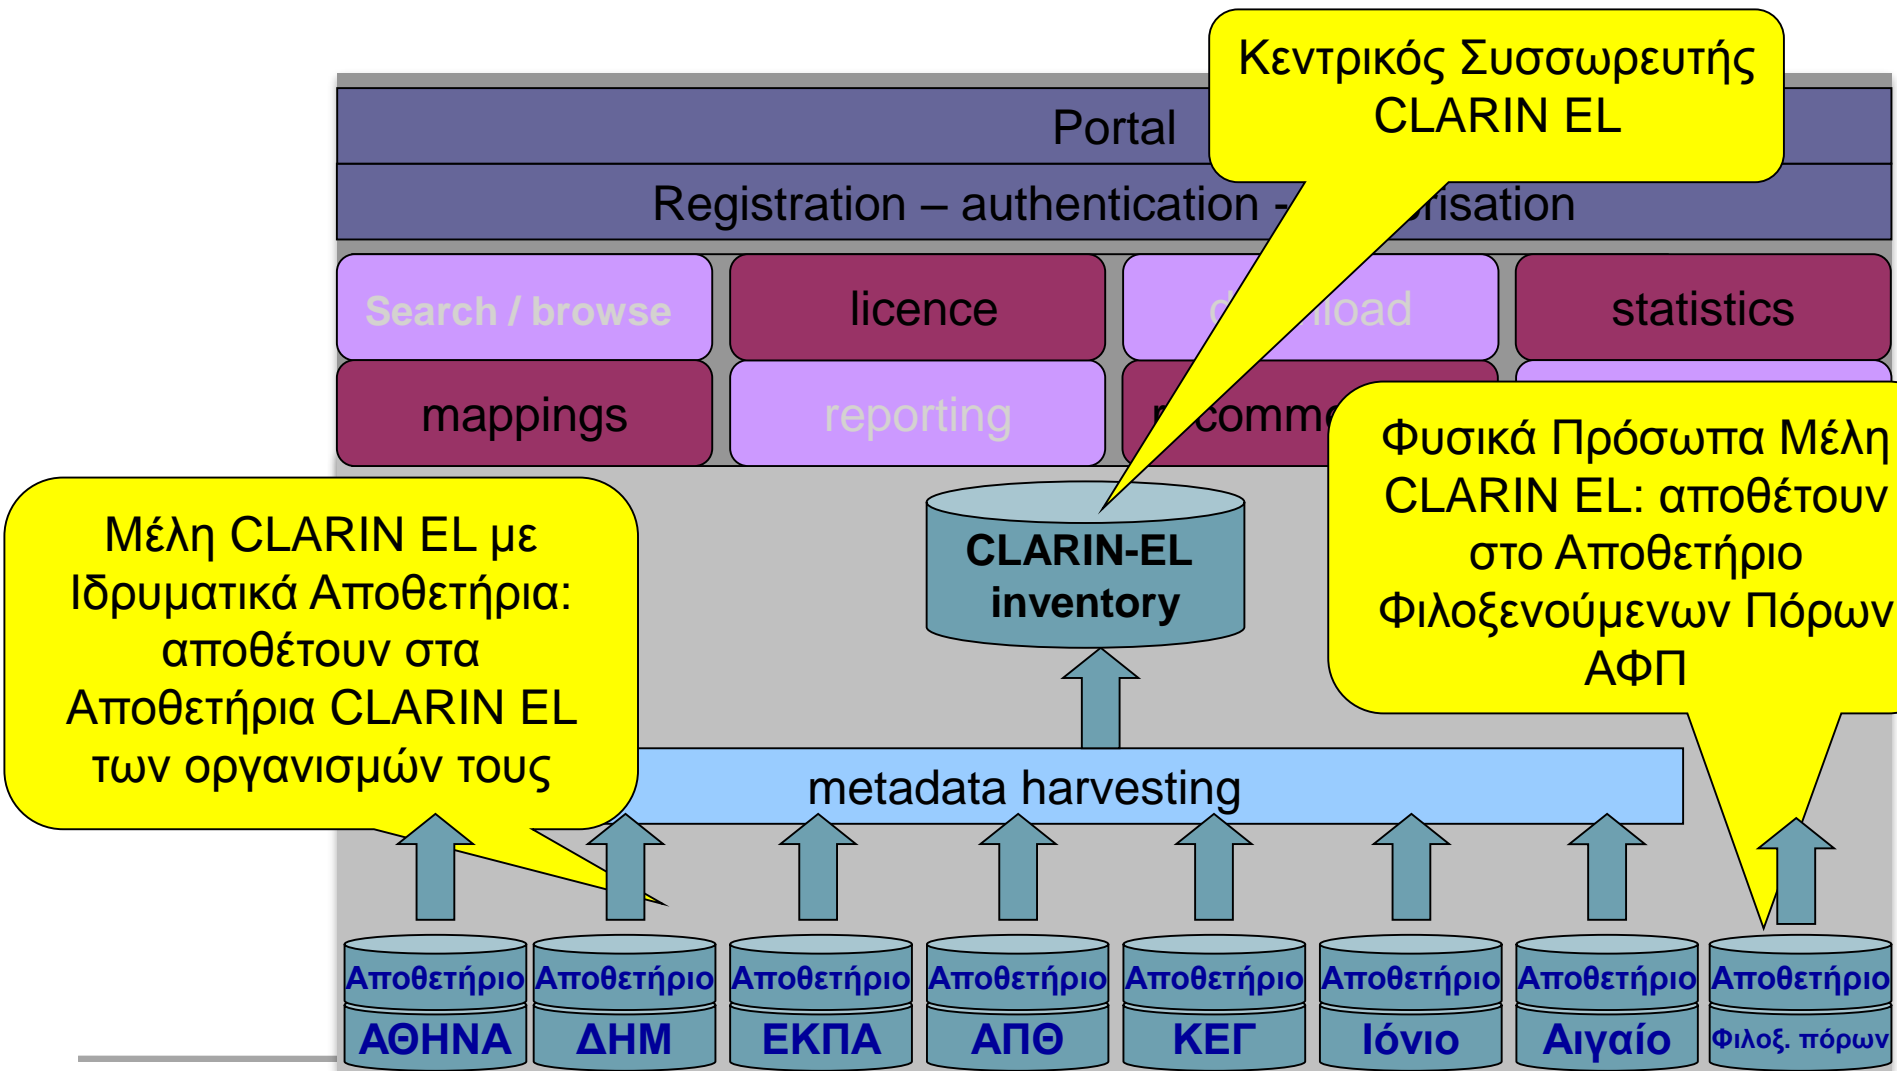 Κεντρικός Συσσωρευτής
CLARIN EL
Portal
Registration – authentication -
Search / browse
licence
statistics
mappings
reporting
Φυσικά Πρόσωπα Μέλη
CLARIN EL: αποθέτουν
στο Αποθετήριο
Φιλοξενούμενων Πόρων
ΑΦΠ
Μέλη CLARIN EL με
Ιδρυματικά Αποθετήρια:
αποθέτουν στα
Αποθετήρια CLARIN EL
των οργανισμών τους
CLARIN-EL
inventory
metadata harvesting
Αποθετήριο Αποθετήριο Αποθετήριο Αποθετήριο Αποθετήριο Αποθετήριο Αποθετήριο Αποθετήριο
ΑΘΗΝΑ ΔΗΜ ΕΚΠΑ ΑΠΘ ΚΕΓ Ιόνιο Αιγαίο Φιλοξ. πόρων